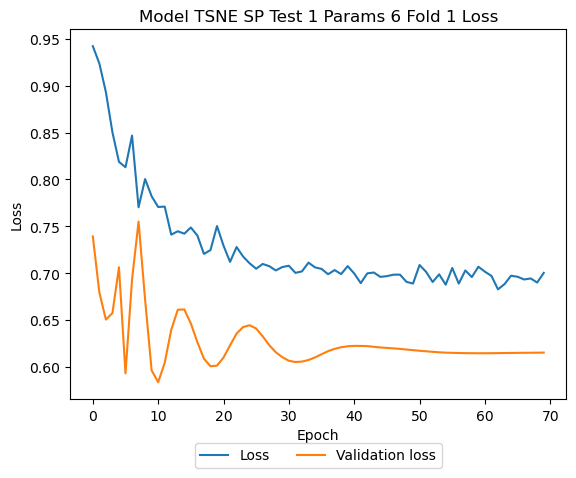 Model TSNE SP Test 1 Params 6 Fold 1 Loss
0.95
0.90
0.85
0.80
0.75
0.70
0.65
0.60
Loss
0 10 20 30 40 50 60 70
Epoch
Loss Validation loss